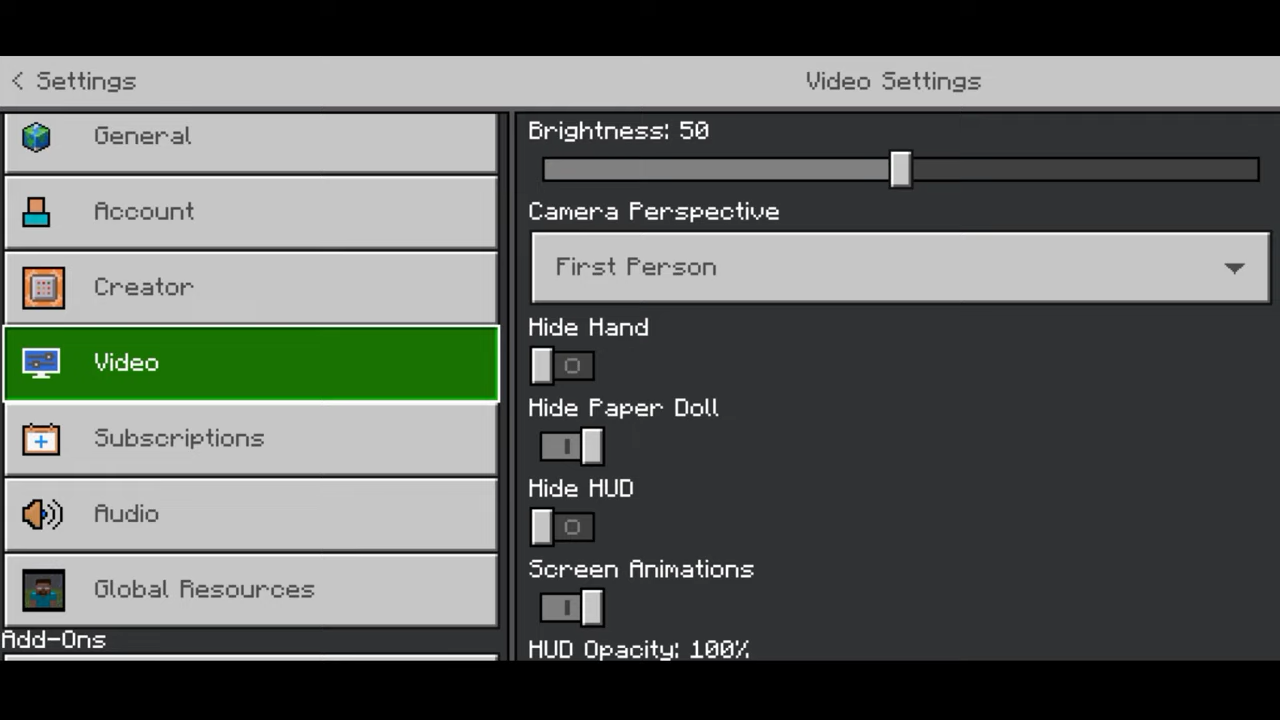 < Settings
Video Settings
General
Account
Creator
Video
Subscriptions
Audio
Global Resources
Add-Ons
Brightness: 50
Camera Perspective
First Person
Hide Hand
Hide Paper Doll
Hide HUD
Screen Animations
HUD Opacity: 100%